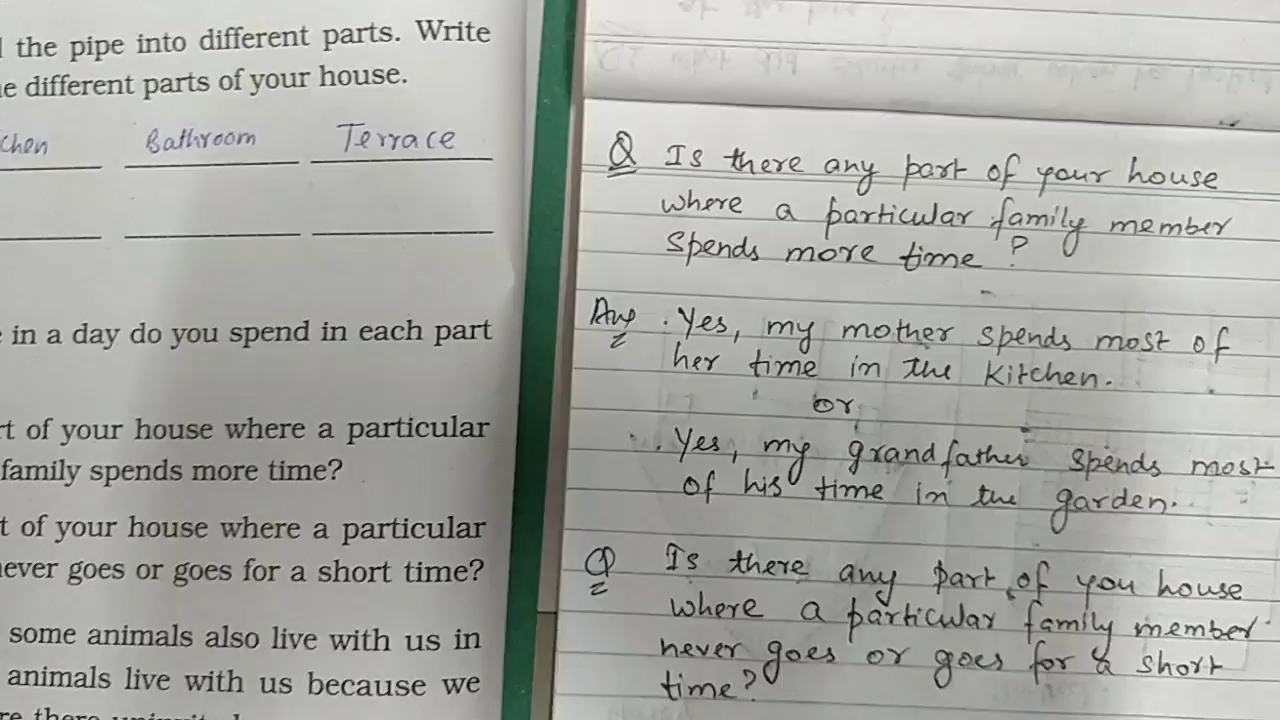 the pipe into different parts. Write
e different parts of your house.
chen Bathroom Terrace
in a day do you spend in each part
rt of your house where a particular
family spends more time?
t of your house where a particular
ever goes or goes for a short time?
some animals also live with us in
animals live with us because we
re there
Q Is there any part of your house
where a particular family member
spends more time?
Ans . Yes, my mother spends most of
her time in the kitchen.
or
. Yes, my grandfather spends most
of his time in the garden.
Q Is there any part of you house
where a particular family member
never goes or goes for a short
time?